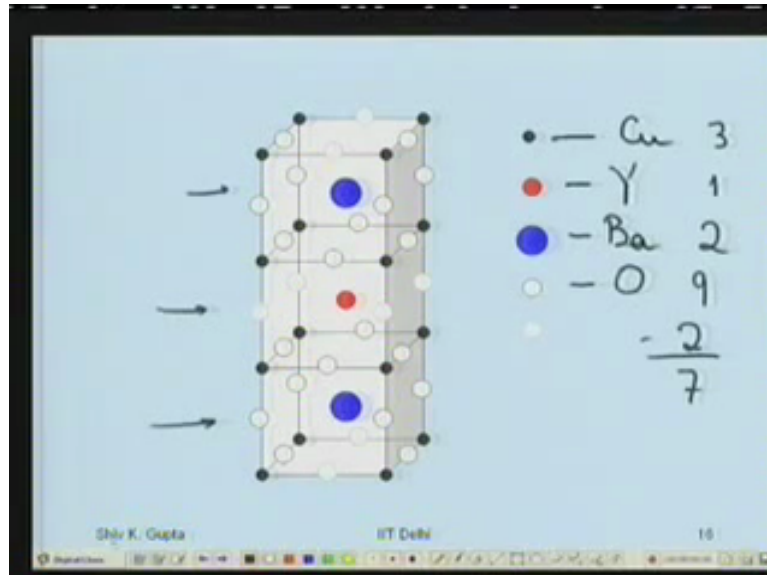 — Cu 3
— Y 1
— Ba 2
— O 9
- 2
7
Shiv K. Gupta IIT Delhi 16